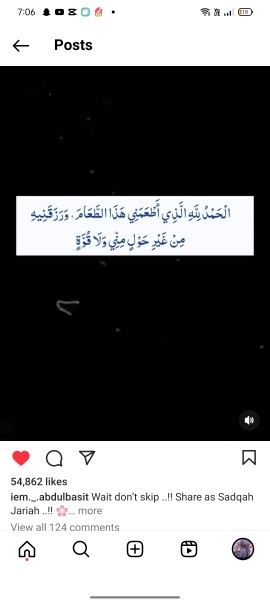 7:06
Posts
الْحَمْدُ لِلَّهِ الَّذِي أَطْعَمَنِي هَذَا الطَّعَامَ، وَرَزَقَنِيهِ
مِنْ غَيْرِ حَوْلٍ مِنِّي وَلَا قُوَّةٍ
54,862 likes
iem._.abdulbasit Wait don't skip ..!! Share as Sadqah
Jariah ..!! 🌸... more
View all 124 comments